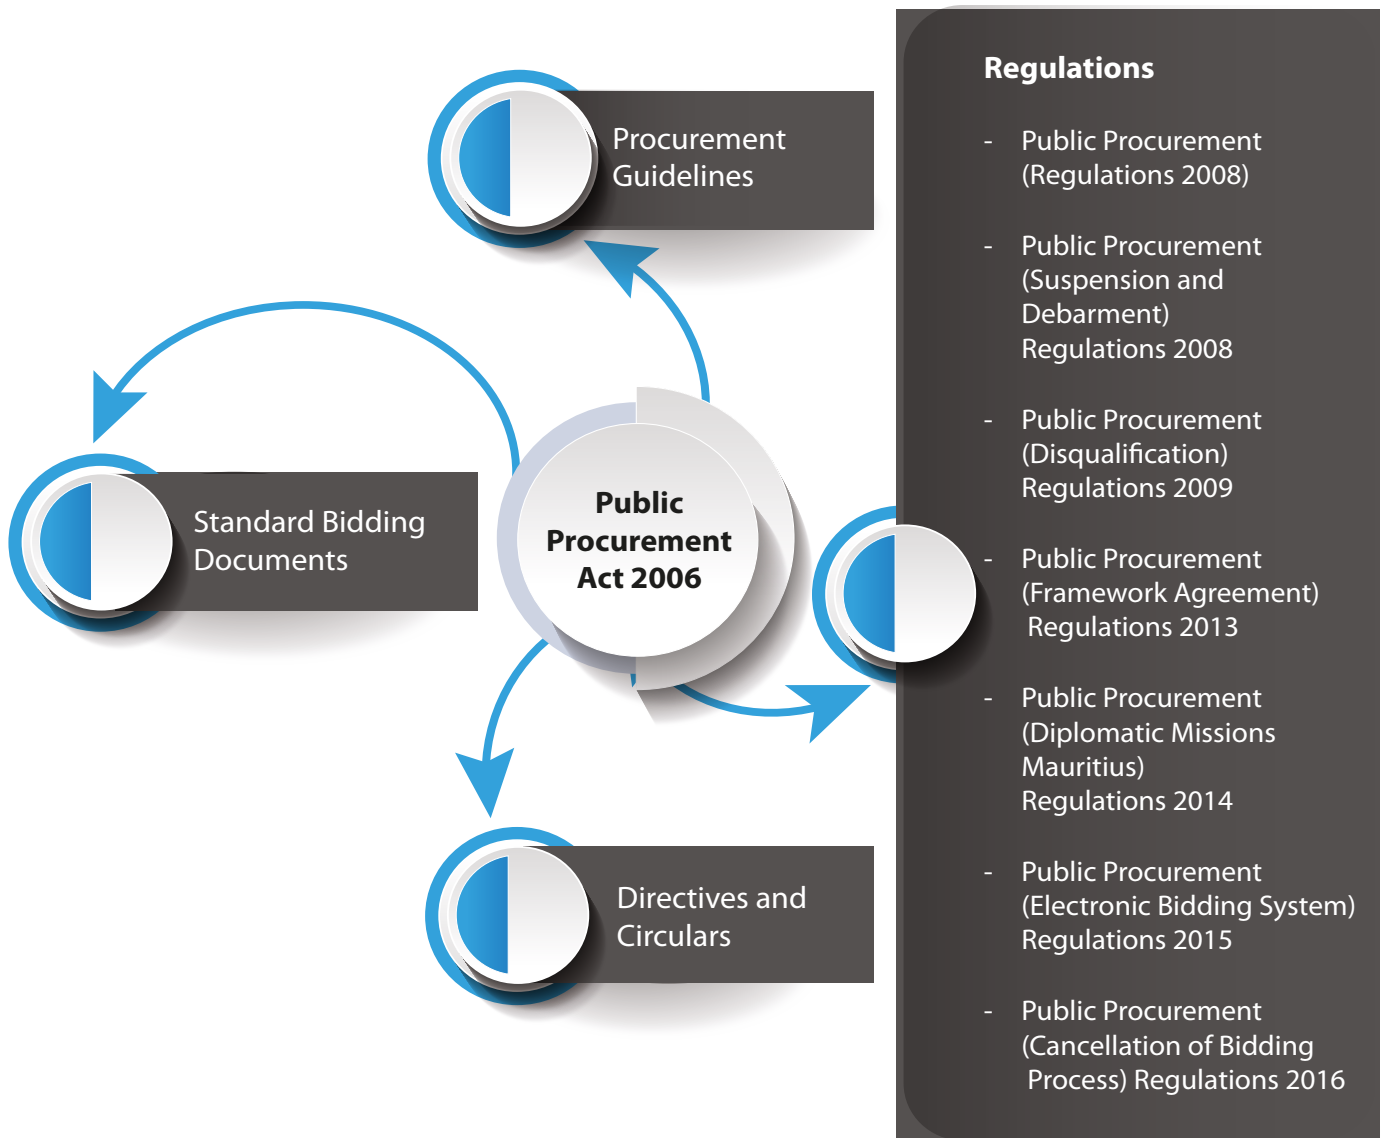 Procurement
Guidelines
Standard Bidding
Documents
Public
Procurement
Act 2006
Directives and
Circulars
Regulations
- Public Procurement
(Regulations 2008)
- Public Procurement
(Suspension and
Debarment)
Regulations 2008
- Public Procurement
(Disqualification)
Regulations 2009
- Public Procurement
(Framework Agreement)
Regulations 2013
- Public Procurement
(Diplomatic Missions
Mauritius)
Regulations 2014
- Public Procurement
(Electronic Bidding System)
Regulations 2015
- Public Procurement
(Cancellation of Bidding
Process) Regulations 2016